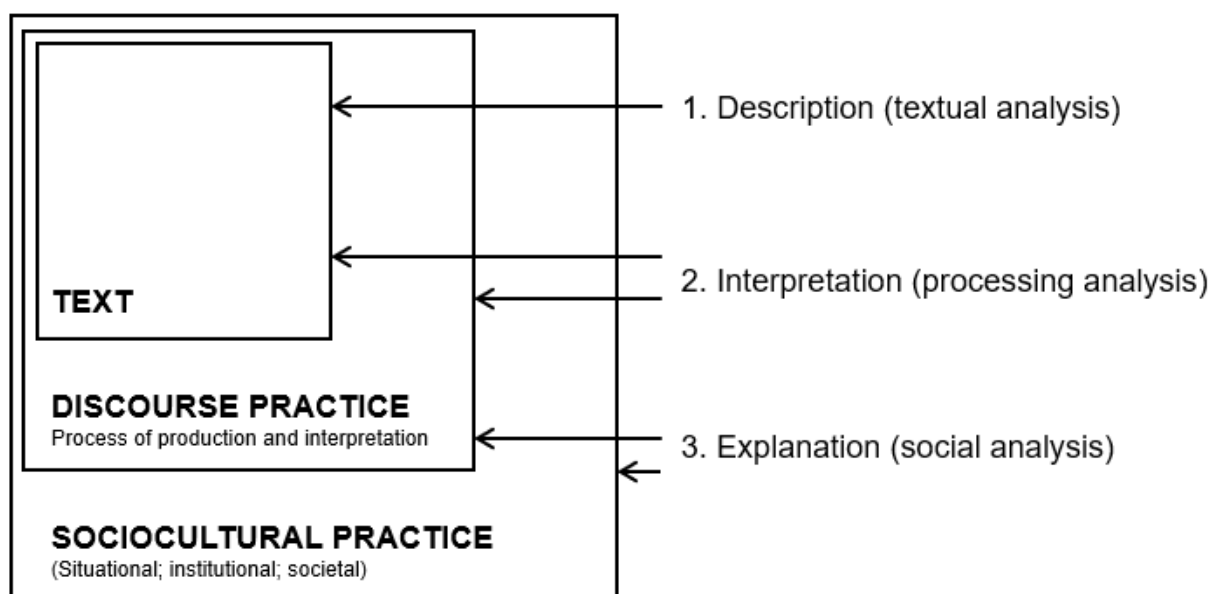 1. Description (textual analysis)
2. Interpretation (processing analysis)
TEXT
DISCOURSE PRACTICE
Process of production and interpretation
3. Explanation (social analysis)
SOCIOCULTURAL PRACTICE
(Situational; institutional; societal)